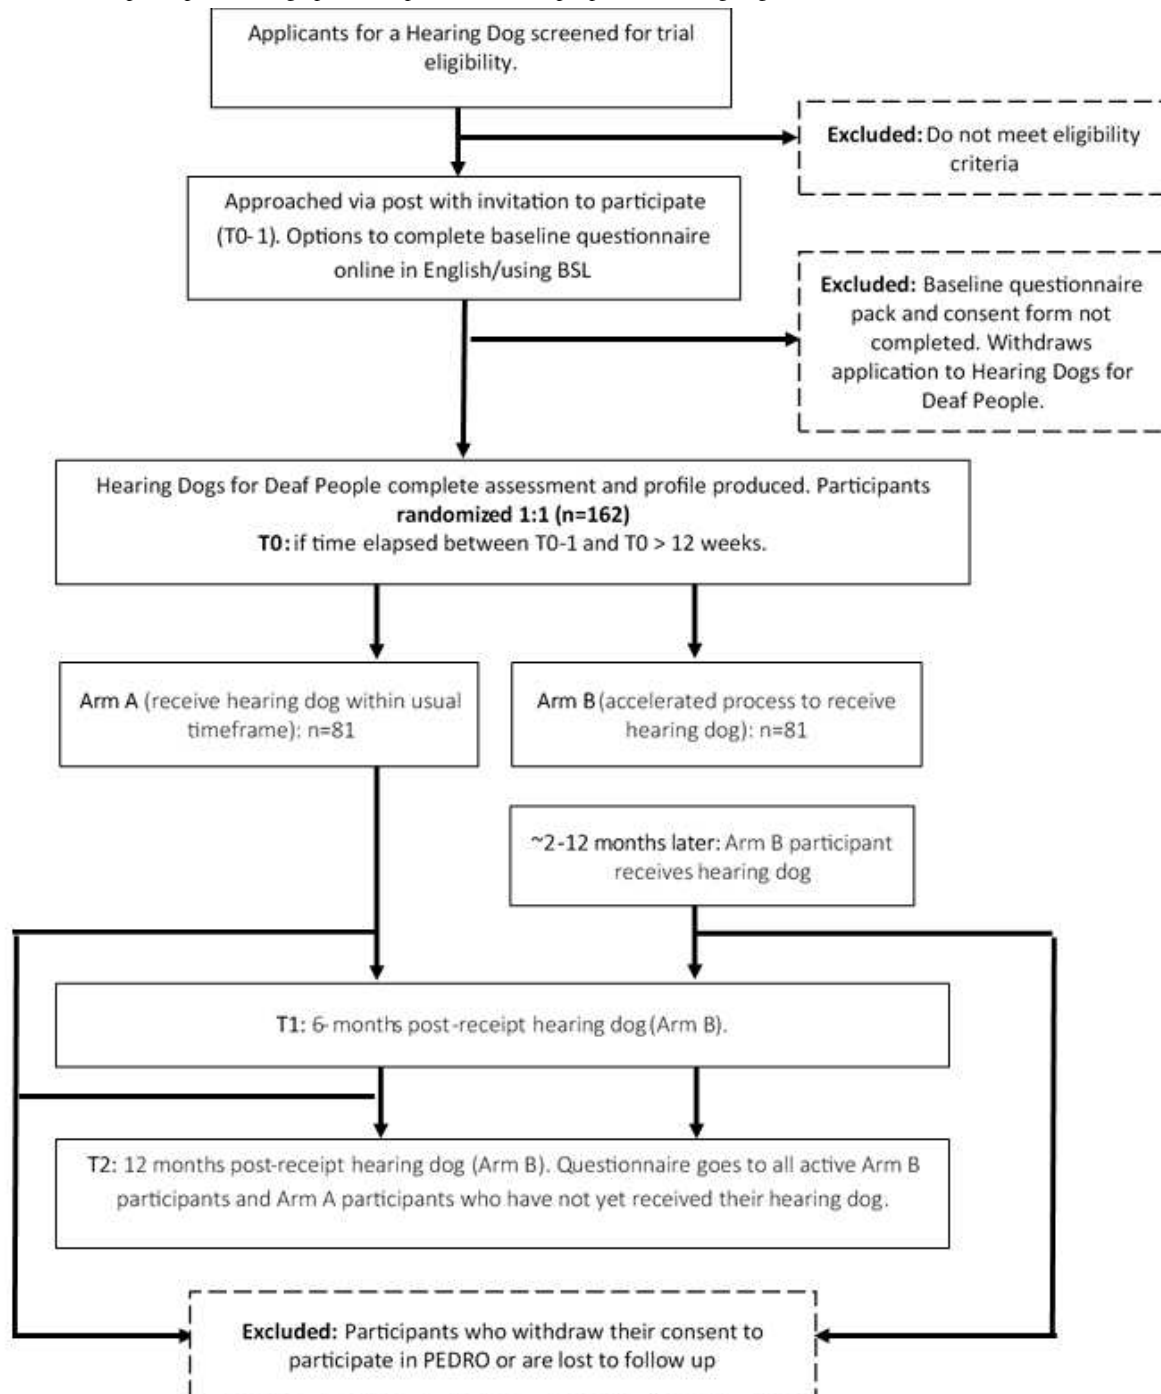 Applicants for a Hearing Dog screened for trial
eligibility.
Excluded: Do not meet eligibility
criteria
Approached via post with invitation to participate
(T0-1). Options to complete baseline questionnaire
online in English/using BSL
Excluded: Baseline questionnaire
pack and consent form not
completed. Withdraws
application to Hearing Dogs for
Deaf People.
Hearing Dogs for Deaf People complete assessment and profile produced. Participants
randomized 1:1 (n=162)
T0: if time elapsed between T0-1 and T0 > 12 weeks.
Arm A (receive hearing dog within usual
timeframe): n=81
Arm B (accelerated process to receive
hearing dog): n=81
~2-12 months later: Arm B participant
receives hearing dog
T1: 6-months post-receipt hearing dog (Arm B).
T2: 12 months post-receipt hearing dog (Arm B). Questionnaire goes to all active Arm B
participants and Arm A participants who have not yet received their hearing dog.
Excluded: Participants who withdraw their consent to
participate in PEDRO or are lost to follow up